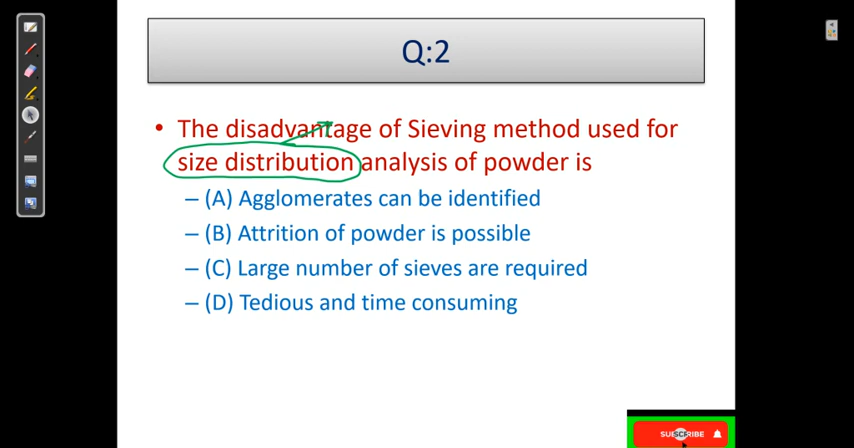 Q:2
• The disadvantage of Sieving method used for
size distribution analysis of powder is
– (A) Agglomerates can be identified
– (B) Attrition of powder is possible
– (C) Large number of sieves are required
– (D) Tedious and time consuming
SUBSCRIBE